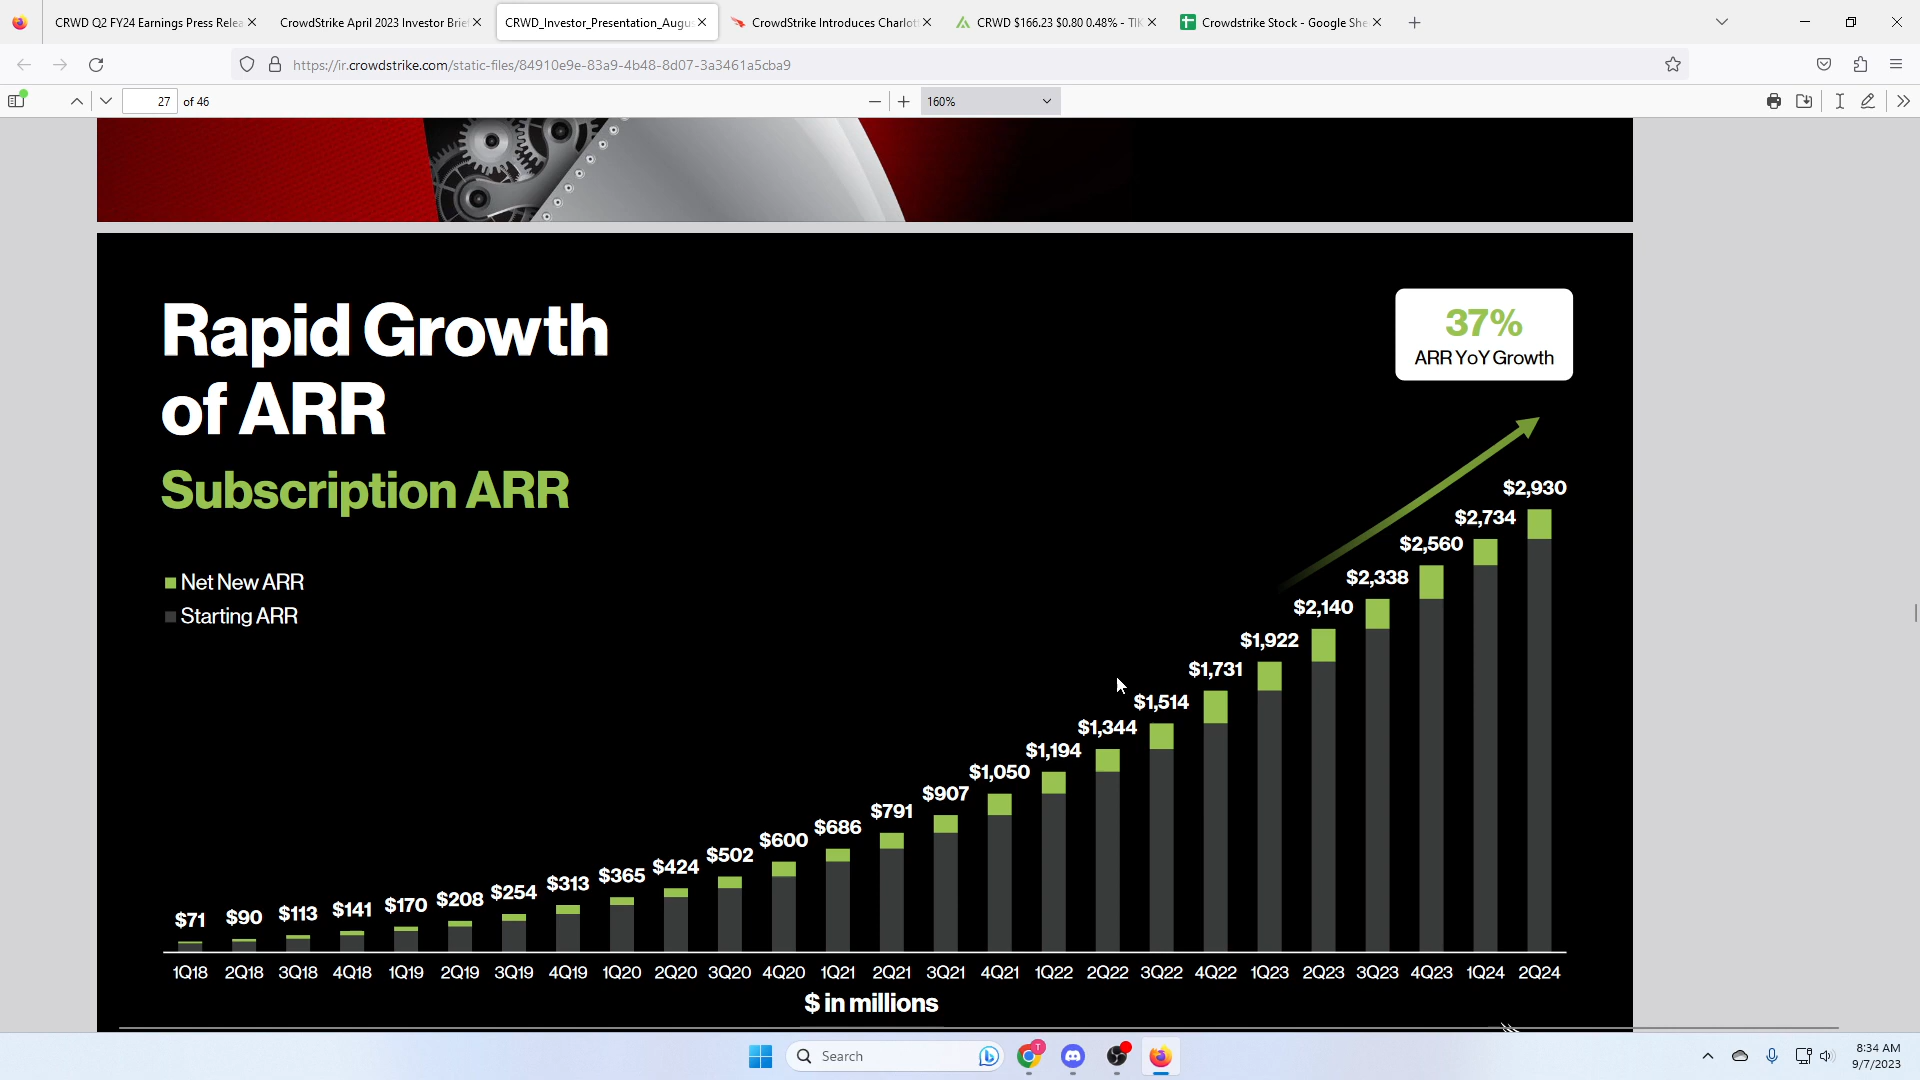 CRWD Q2 FY24 Earnings Press Relea
CrowdStrike April 2023 Investor Brie
CRWD_Investor_Presentation_Augu
CrowdStrike Introduces Charlot
CRWD $166.23 $0.80 0.48% - TIK
Crowdstrike Stock - Google She
https://ir.crowdstrike.com/static-files/84910e9e-83a9-4b48-8d07-3a3461a5cba9
27 of 46
160%
Rapid Growth
of ARR
Subscription ARR
Net New ARR
Starting ARR
37%
ARR YoY Growth
$71 $90 $113 $141 $170 $208 $254 $313 $365 $424 $502 $600 $686 $791 $907 $1,050 $1,194 $1,344 $1,514 $1,731 $1,922 $2,140 $2,338 $2,560 $2,734 $2,930
1Q18 2Q18 3Q18 4Q18 1Q19 2Q19 3Q19 4Q19 1Q20 2Q20 3Q20 4Q20 1Q21 2Q21 3Q21 4Q21 1Q22 2Q22 3Q22 4Q22 1Q23 2Q23 3Q23 4Q23 1Q24 2Q24
$ in millions
Search
T
8:34 AM
9/7/2023